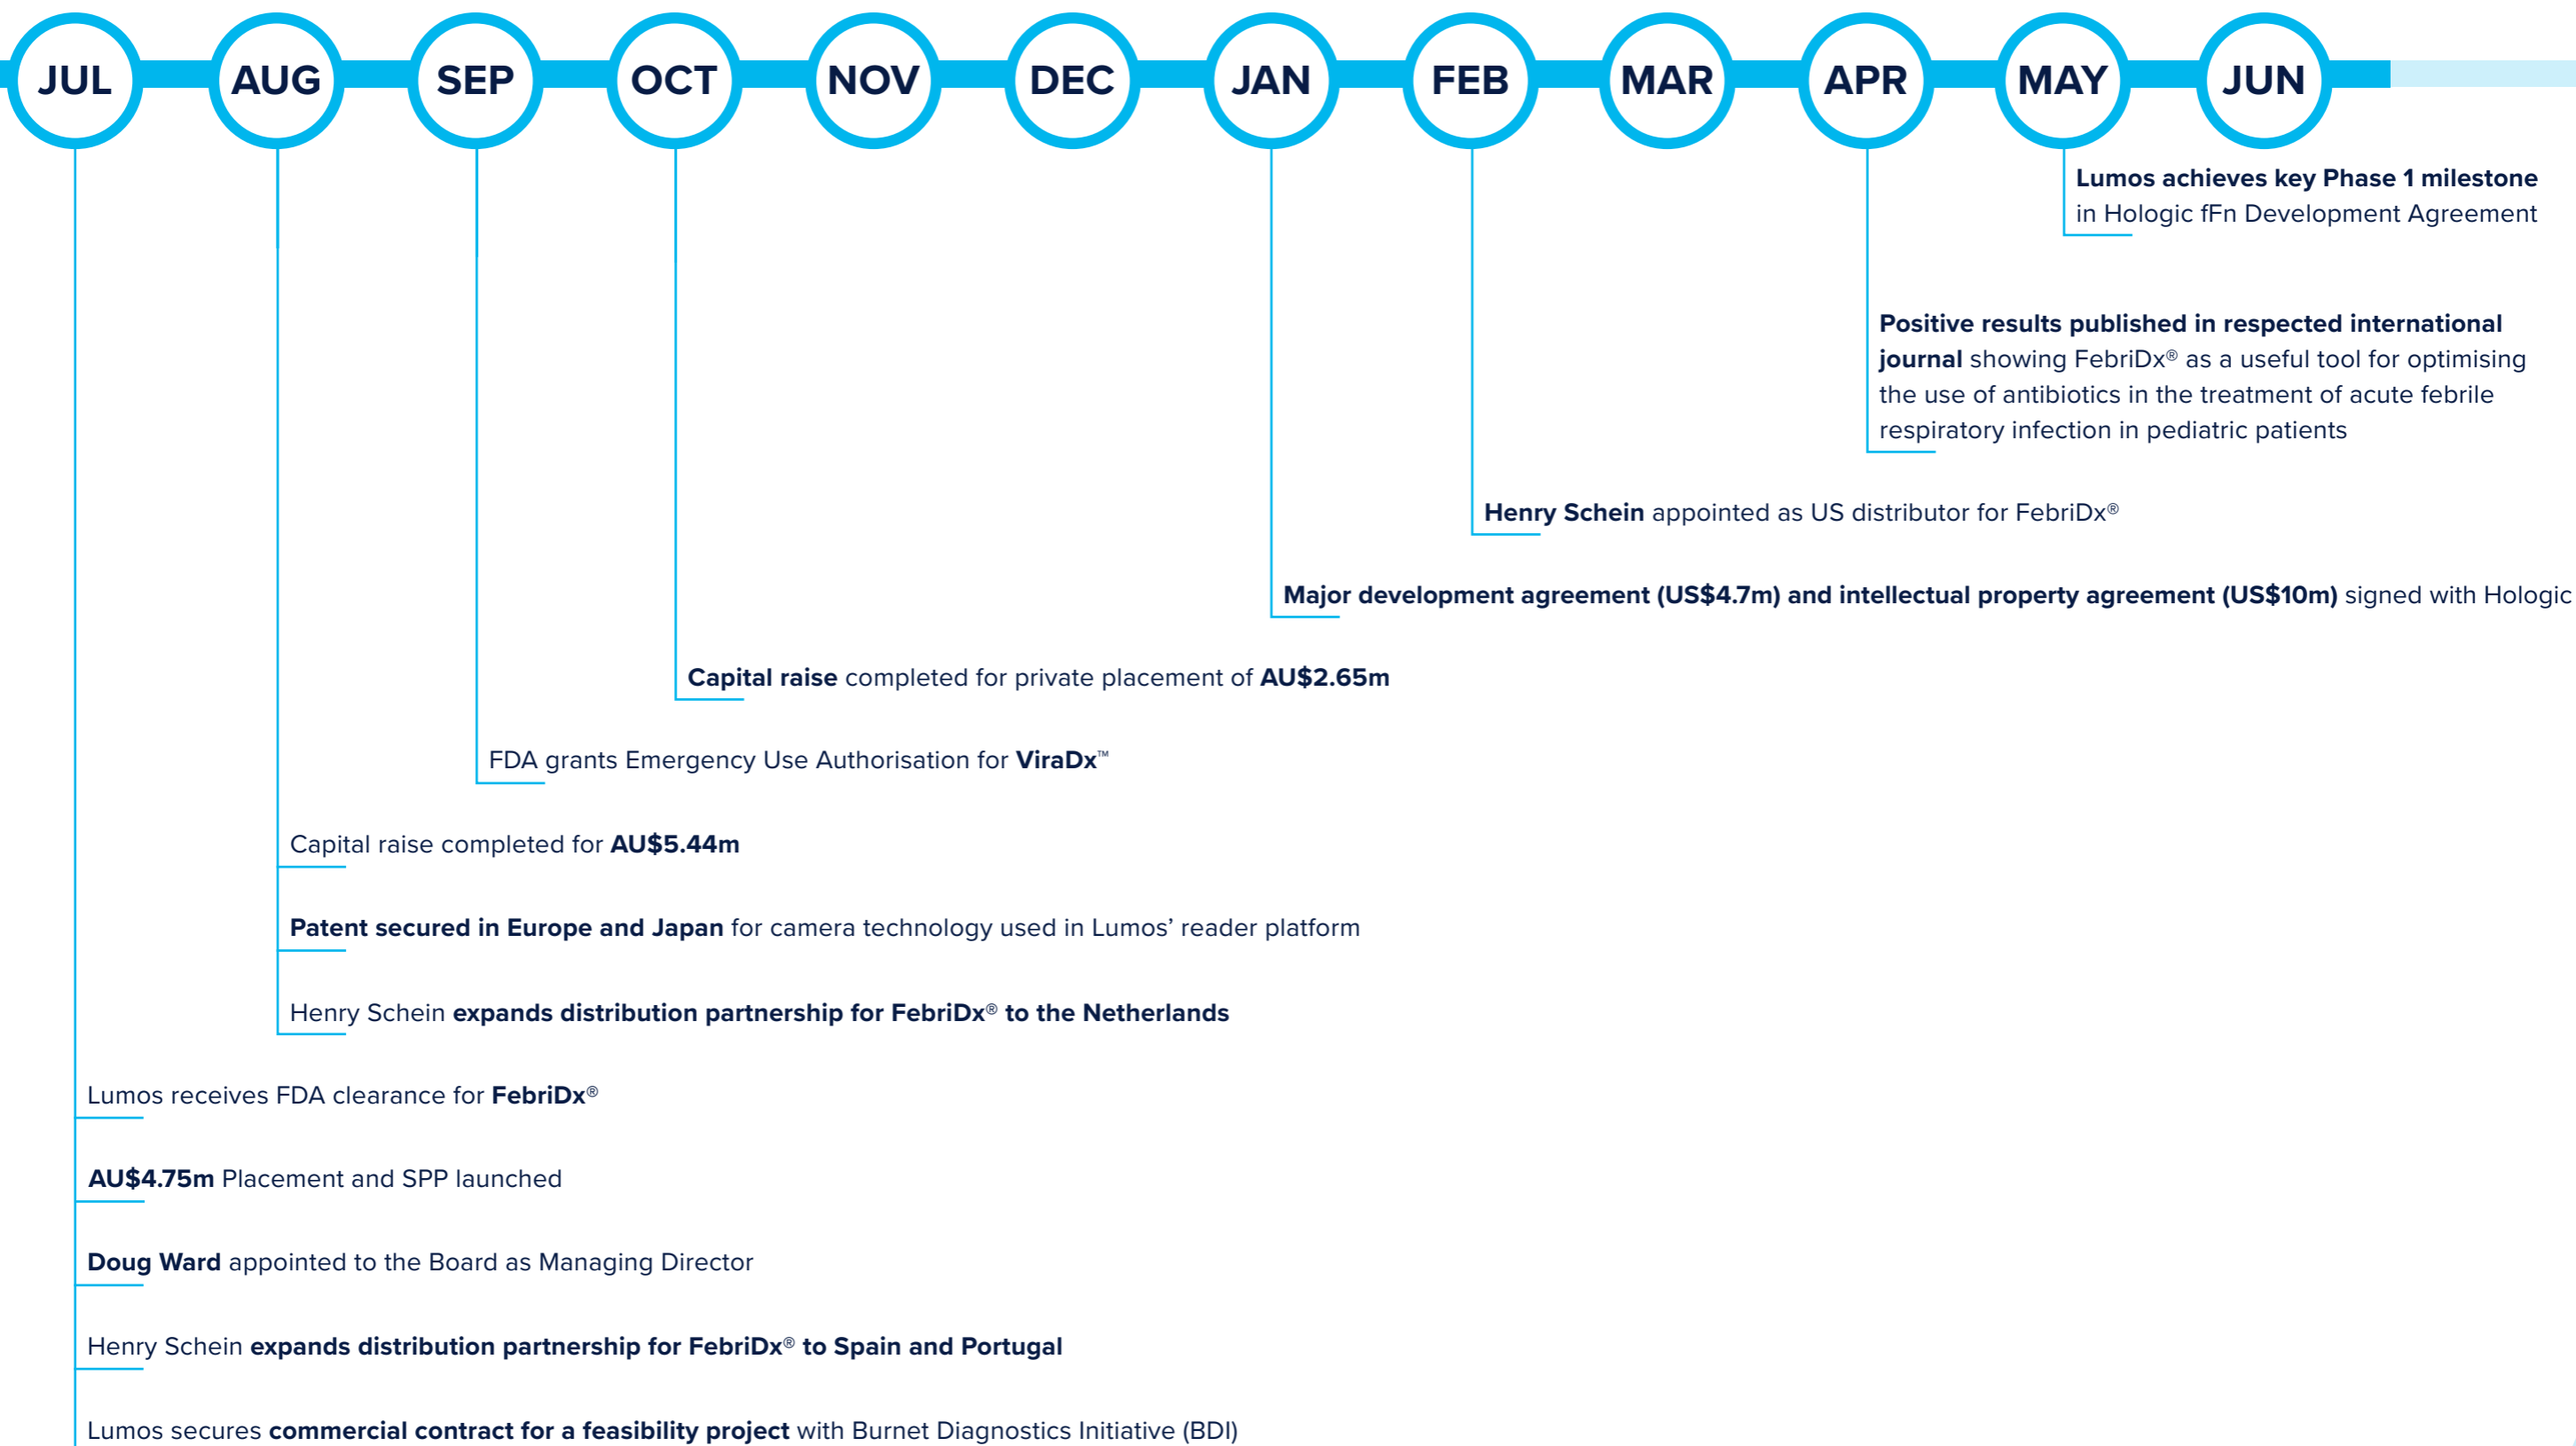 JUL AUG SEP OCT NOV DEC JAN FEB MAR APR MAY JUN
Lumos achieves key Phase 1 milestone
in Hologic fFn Development Agreement
Positive results published in respected international
journal showing FebriDx® as a useful tool for optimising
the use of antibiotics in the treatment of acute febrile
respiratory infection in pediatric patients
Henry Schein appointed as US distributor for FebriDx®
Major development agreement (US$4.7m) and intellectual property agreement (US$10m) signed with Hologic
Capital raise completed for private placement of AU$2.65m
FDA grants Emergency Use Authorisation for ViraDx™
Capital raise completed for AU$5.44m
Patent secured in Europe and Japan for camera technology used in Lumos’ reader platform
Henry Schein expands distribution partnership for FebriDx® to the Netherlands
Lumos receives FDA clearance for FebriDx®
AU$4.75m Placement and SPP launched
Doug Ward appointed to the Board as Managing Director
Henry Schein expands distribution partnership for FebriDx® to Spain and Portugal
Lumos secures commercial contract for a feasibility project with Burnet Diagnostics Initiative (BDI)